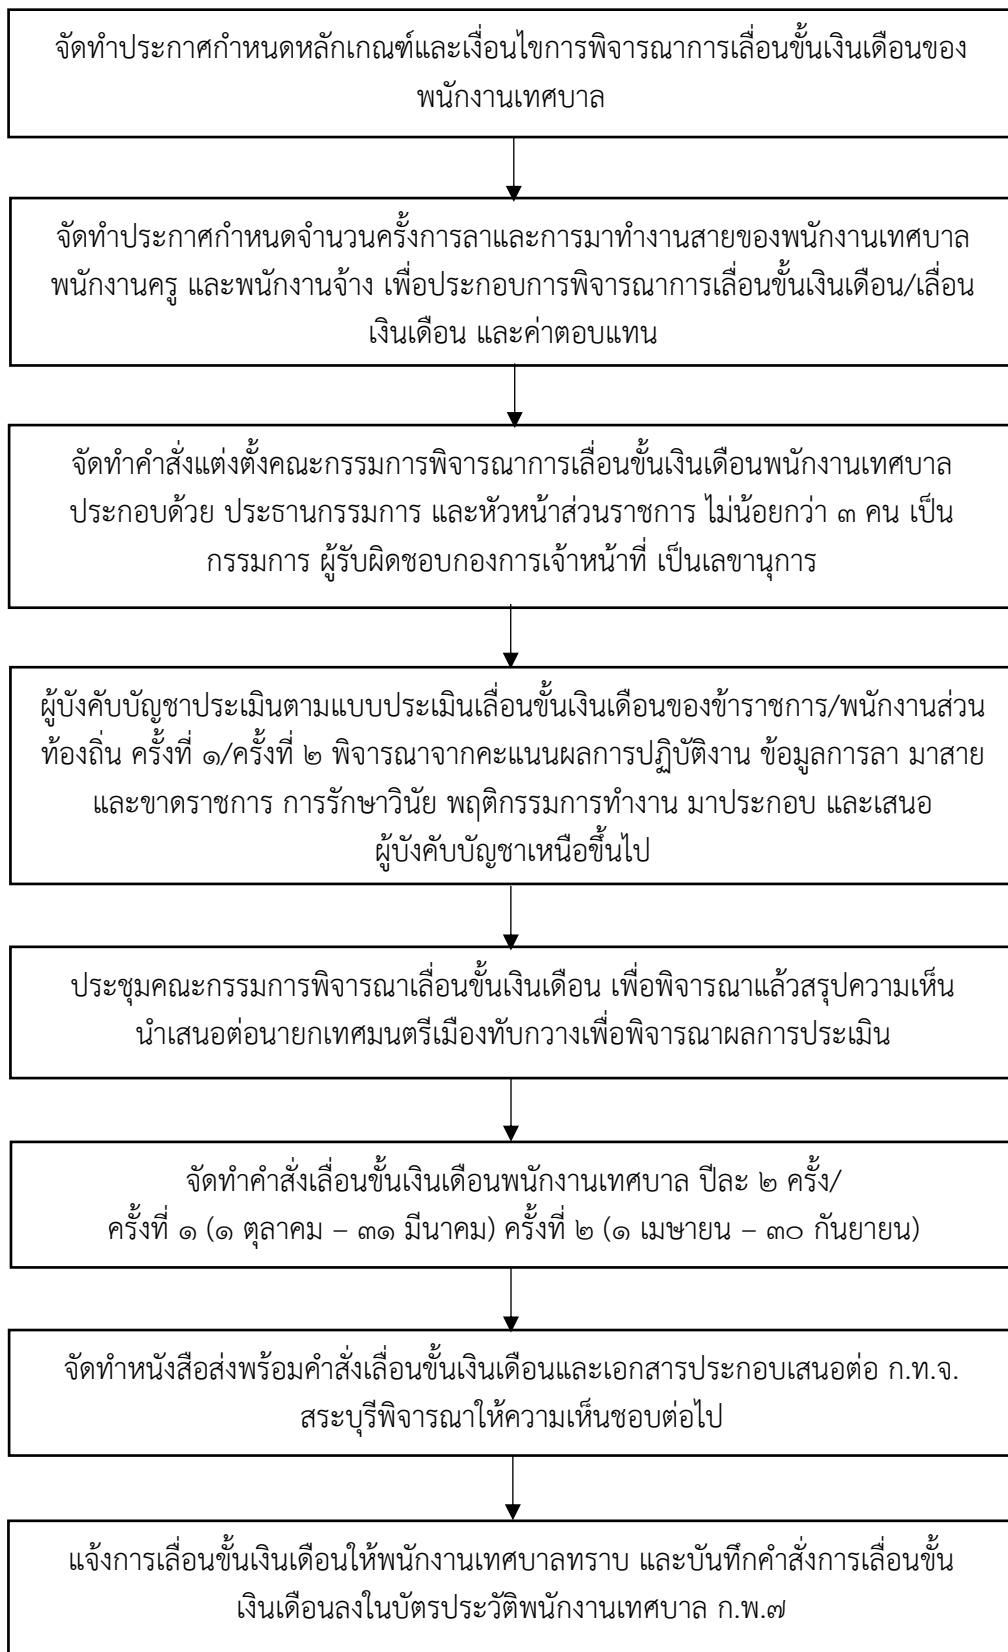 จัดทำประกาศกำหนดหลักเกณฑ์และเงื่อนไขการพิจารณาการเลื่อนขั้นเงินเดือนของ
พนักงานเทศบาล
จัดทำประกาศกำหนดจำนวนครั้งการลาและการมาทำงานสายของพนักงานเทศบาล
พนักงานครู และพนักงานจ้าง เพื่อประกอบการพิจารณาการเลื่อนขั้นเงินเดือน/เลื่อน
เงินเดือน และค่าตอบแทน
จัดทำคำสั่งแต่งตั้งคณะกรรมการพิจารณาการเลื่อนขั้นเงินเดือนพนักงานเทศบาล
ประกอบด้วย ประธานกรรมการ และหัวหน้าส่วนราชการ ไม่น้อยกว่า ๓ คน เป็น
กรรมการ ผู้รับผิดชอบกองการเจ้าหน้าที่ เป็นเลขานุการ
ผู้บังคับบัญชาประเมินตามแบบประเมินเลื่อนขั้นเงินเดือนของข้าราชการ/พนักงานส่วน
ท้องถิ่น ครั้งที่ ๑/ครั้งที่ ๒ พิจารณาจากคะแนนผลการปฏิบัติงาน ข้อมูลการลา มาสาย
และขาดราชการ การรักษาวินัย พฤติกรรมการทำงาน มาประกอบ และเสนอ
ผู้บังคับบัญชาเหนือขึ้นไป
ประชุมคณะกรรมการพิจารณาเลื่อนขั้นเงินเดือน เพื่อพิจารณาแล้วสรุปความเห็น
นำเสนอต่อนายกเทศมนตรีเมืองทับกวางเพื่อพิจารณาผลการประเมิน
จัดทำคำสั่งเลื่อนขั้นเงินเดือนพนักงานเทศบาล ปีละ ๒ ครั้ง/
ครั้งที่ ๑ (๑ ตุลาคม – ๓๑ มีนาคม) ครั้งที่ ๒ (๑ เมษายน – ๓๐ กันยายน)
จัดทำหนังสือส่งพร้อมคำสั่งเลื่อนขั้นเงินเดือนและเอกสารประกอบเสนอต่อ ก.ท.จ.
สระบุรีพิจารณาให้ความเห็นชอบต่อไป
แจ้งการเลื่อนขั้นเงินเดือนให้พนักงานเทศบาลทราบ และบันทึกคำสั่งการเลื่อนขั้น
เงินเดือนลงในบัตรประวัติพนักงานเทศบาล ก.พ.๗